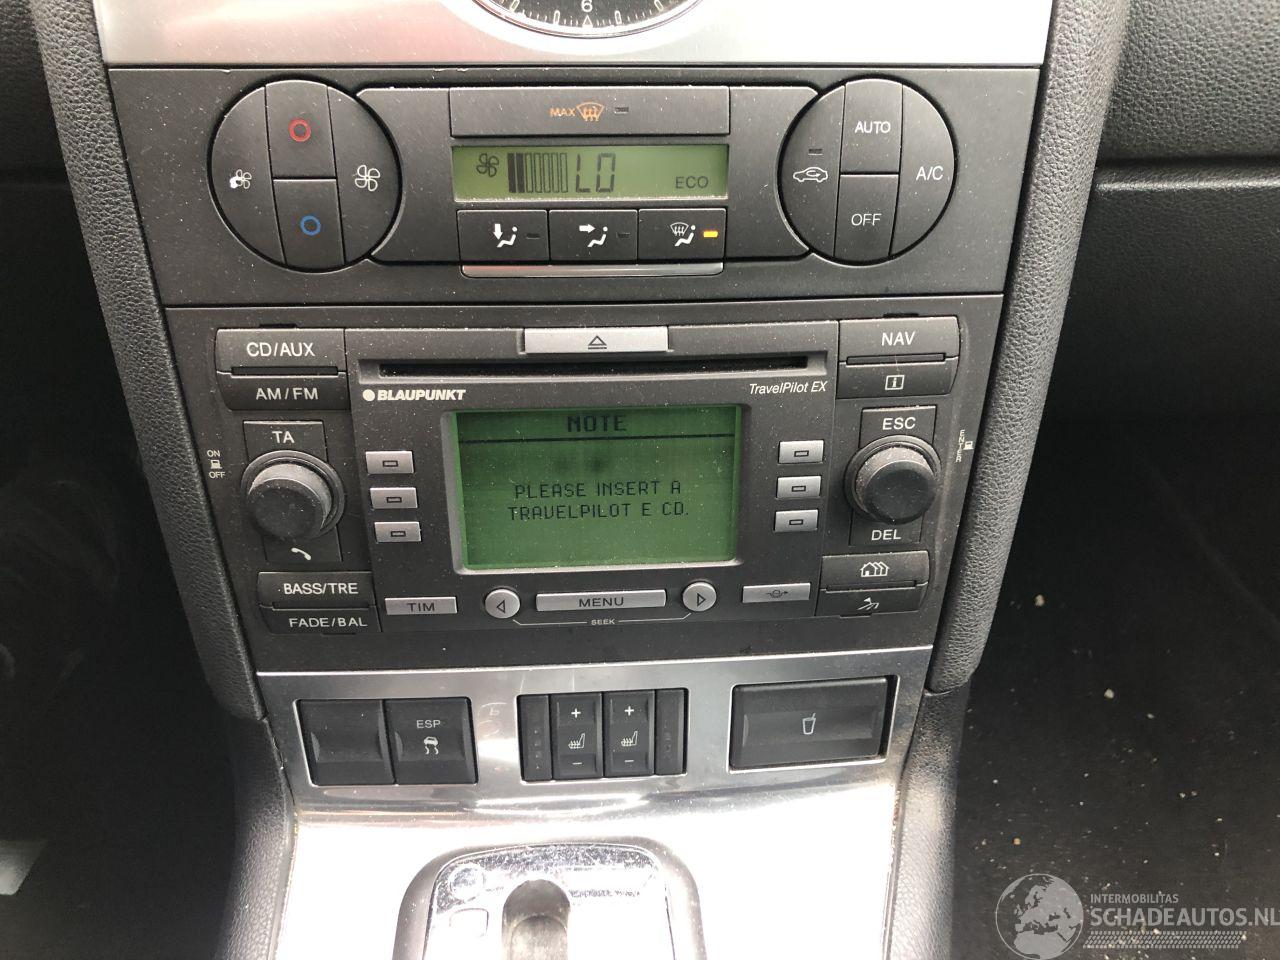 6
MAX
AUTO
LO
ECO
A/C
OFF
CD/AUX
NAV
AM/FM
BLAUPUNKT
TravelPilot EX
NOTE
TA
ESC
ON
OFF
ENTER
PLEASE INSERT A
TRAVELPILOT E CD.
DEL
BASS/TRE
TIM
MENU
FADE/BAL
SEEK
ESP
+ +
- -
INTERMOBILITAS
SCHADEAUTOS.NL